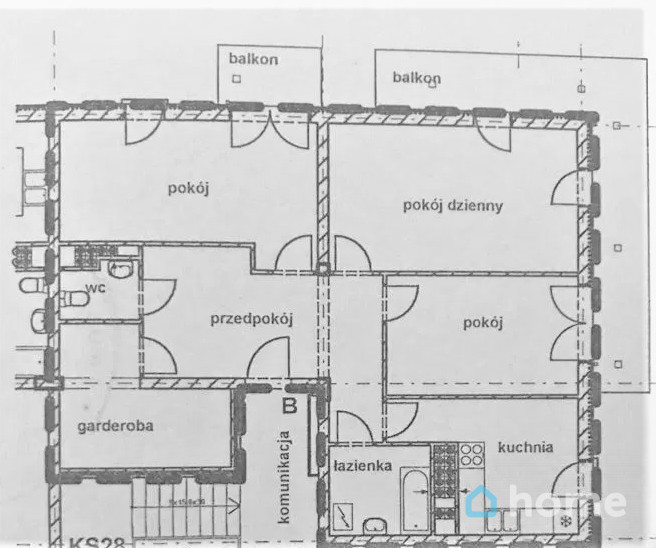 balkon
balkon
pokój
pokój dzienny
wc
przedpokój
pokój
B
garderoba
komunikacja
łazienka
kuchnia
home
KS28